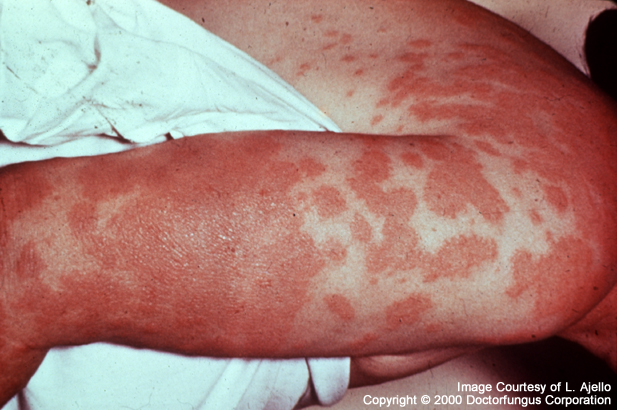 Image Courtesy of L. Ajello
Copyright © 2000 Doctorfungus Corporation